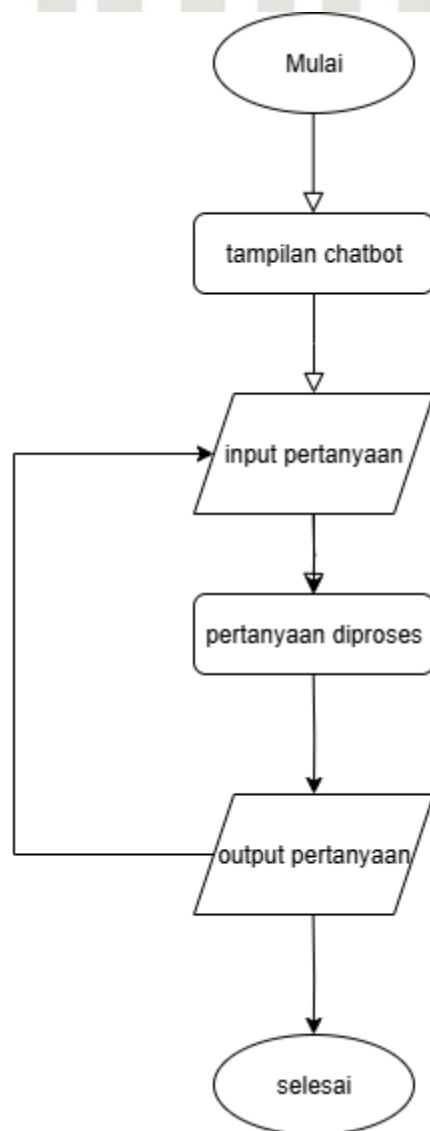 Mulai
tampilan chatbot
input pertanyaan
pertanyaan diproses
output pertanyaan
selesai